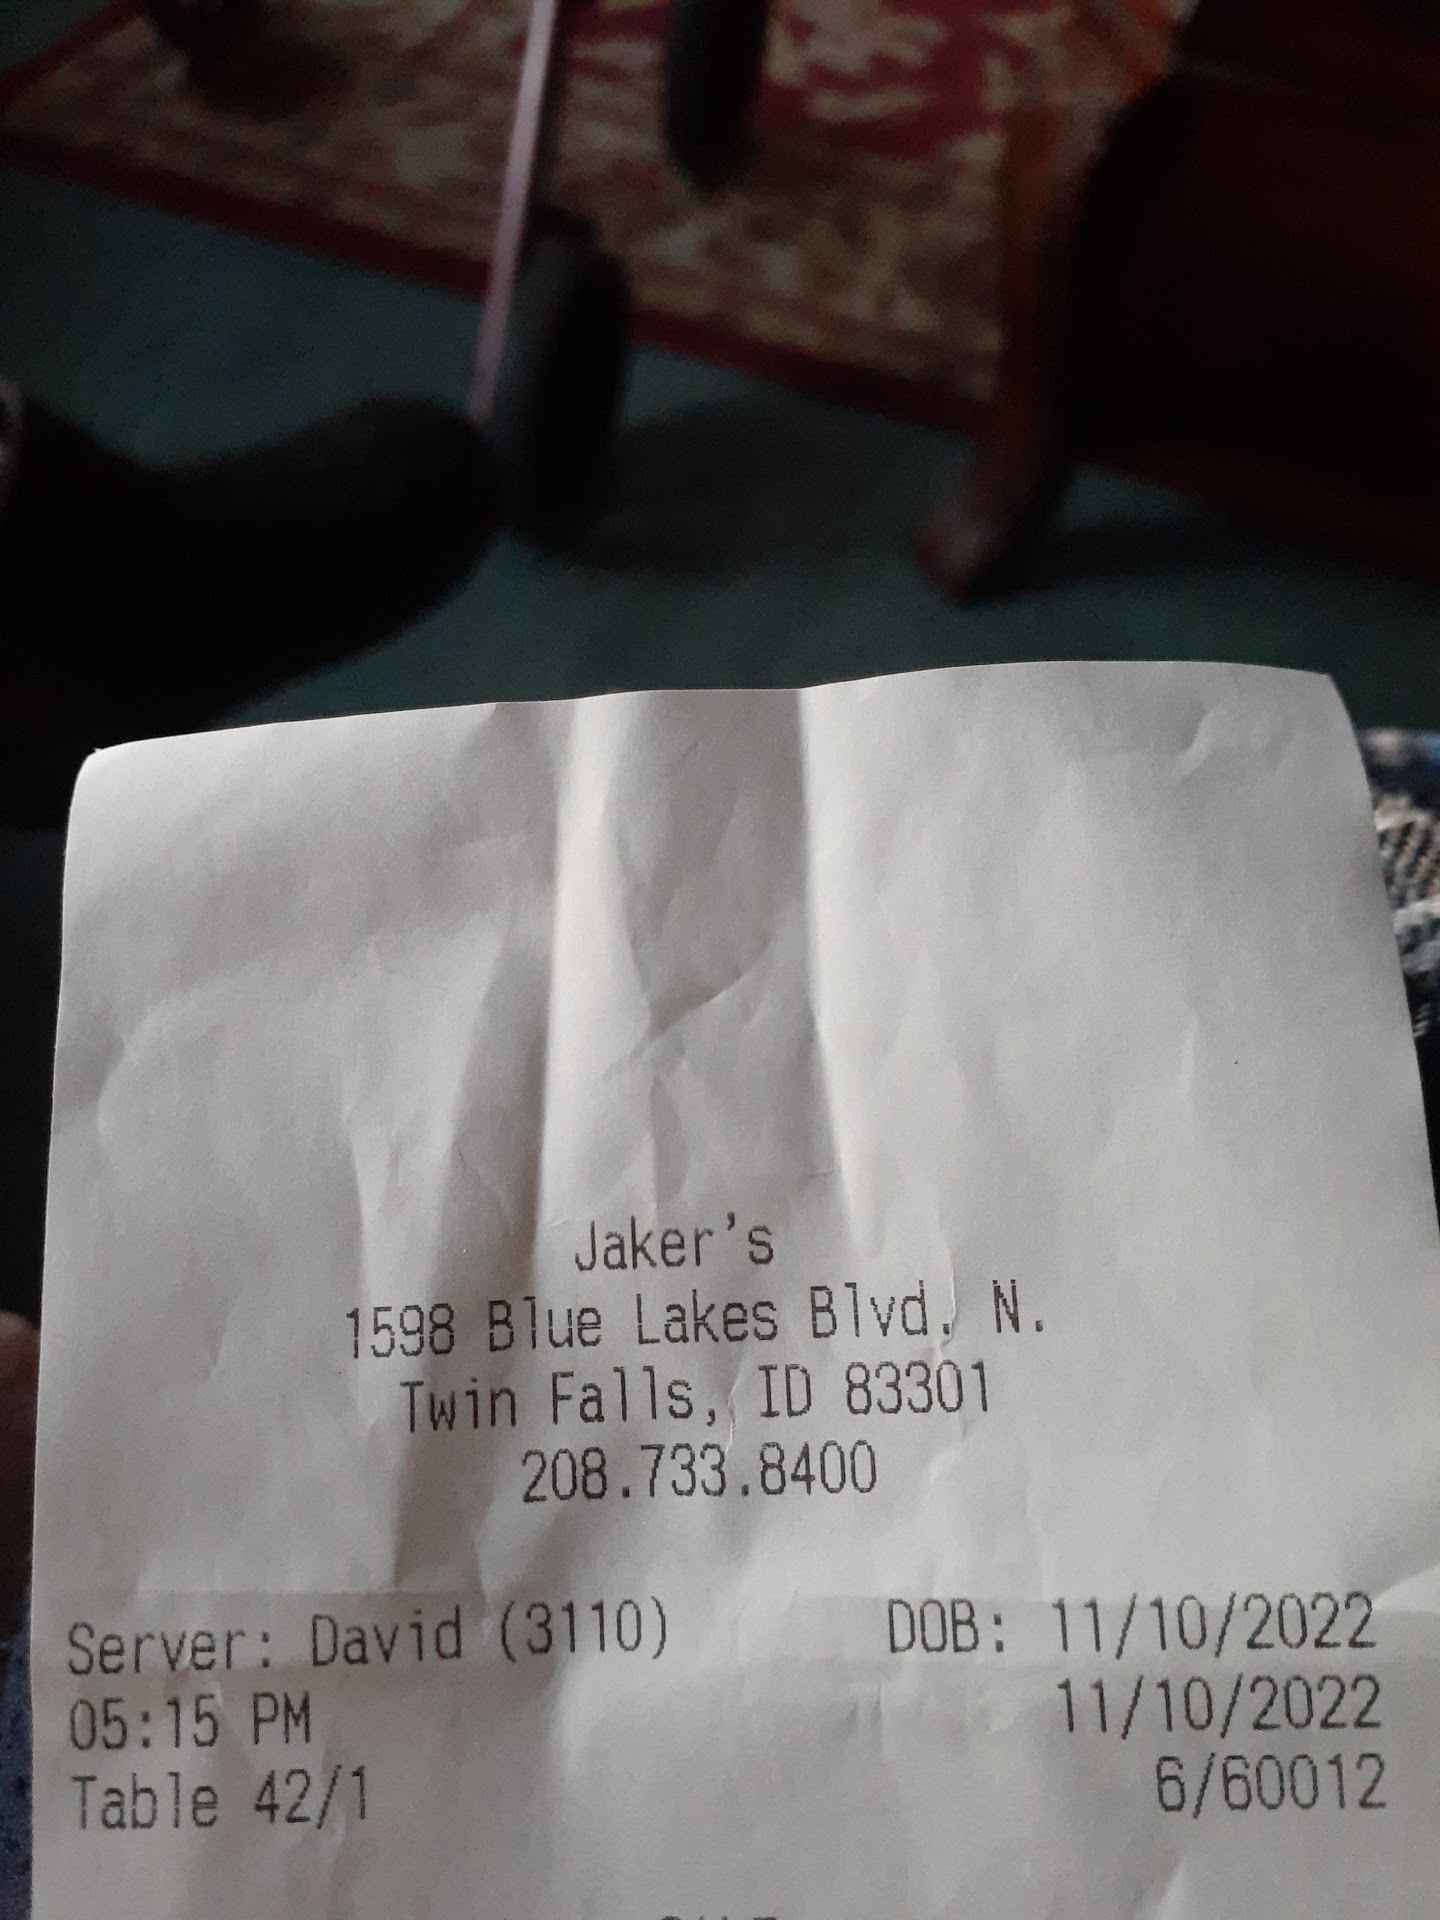 Jaker's
1598 Blue Lakes Blvd. N.
Twin Falls, ID 83301
208.733.8400
Server: David (3110) DOB: 11/10/2022
05:15 PM 11/10/2022
Table 42/1 6/60012